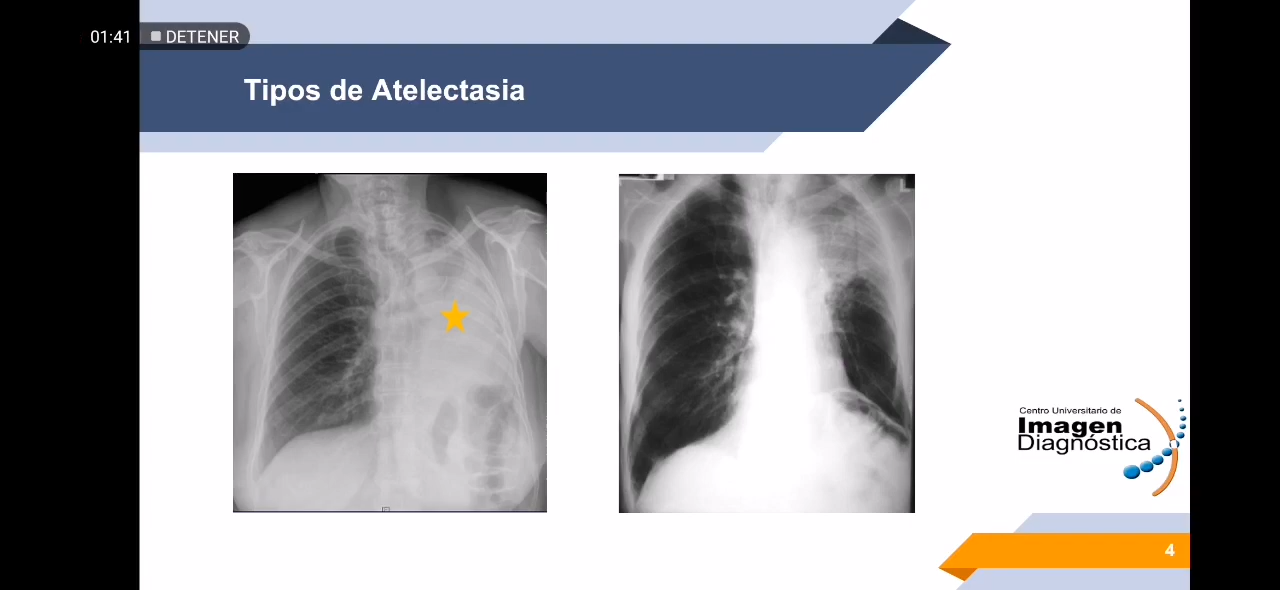 01:41 DETENER
Tipos de Atelectasia
L
Centro Universitario de
Imagen
Diagnóstica
4